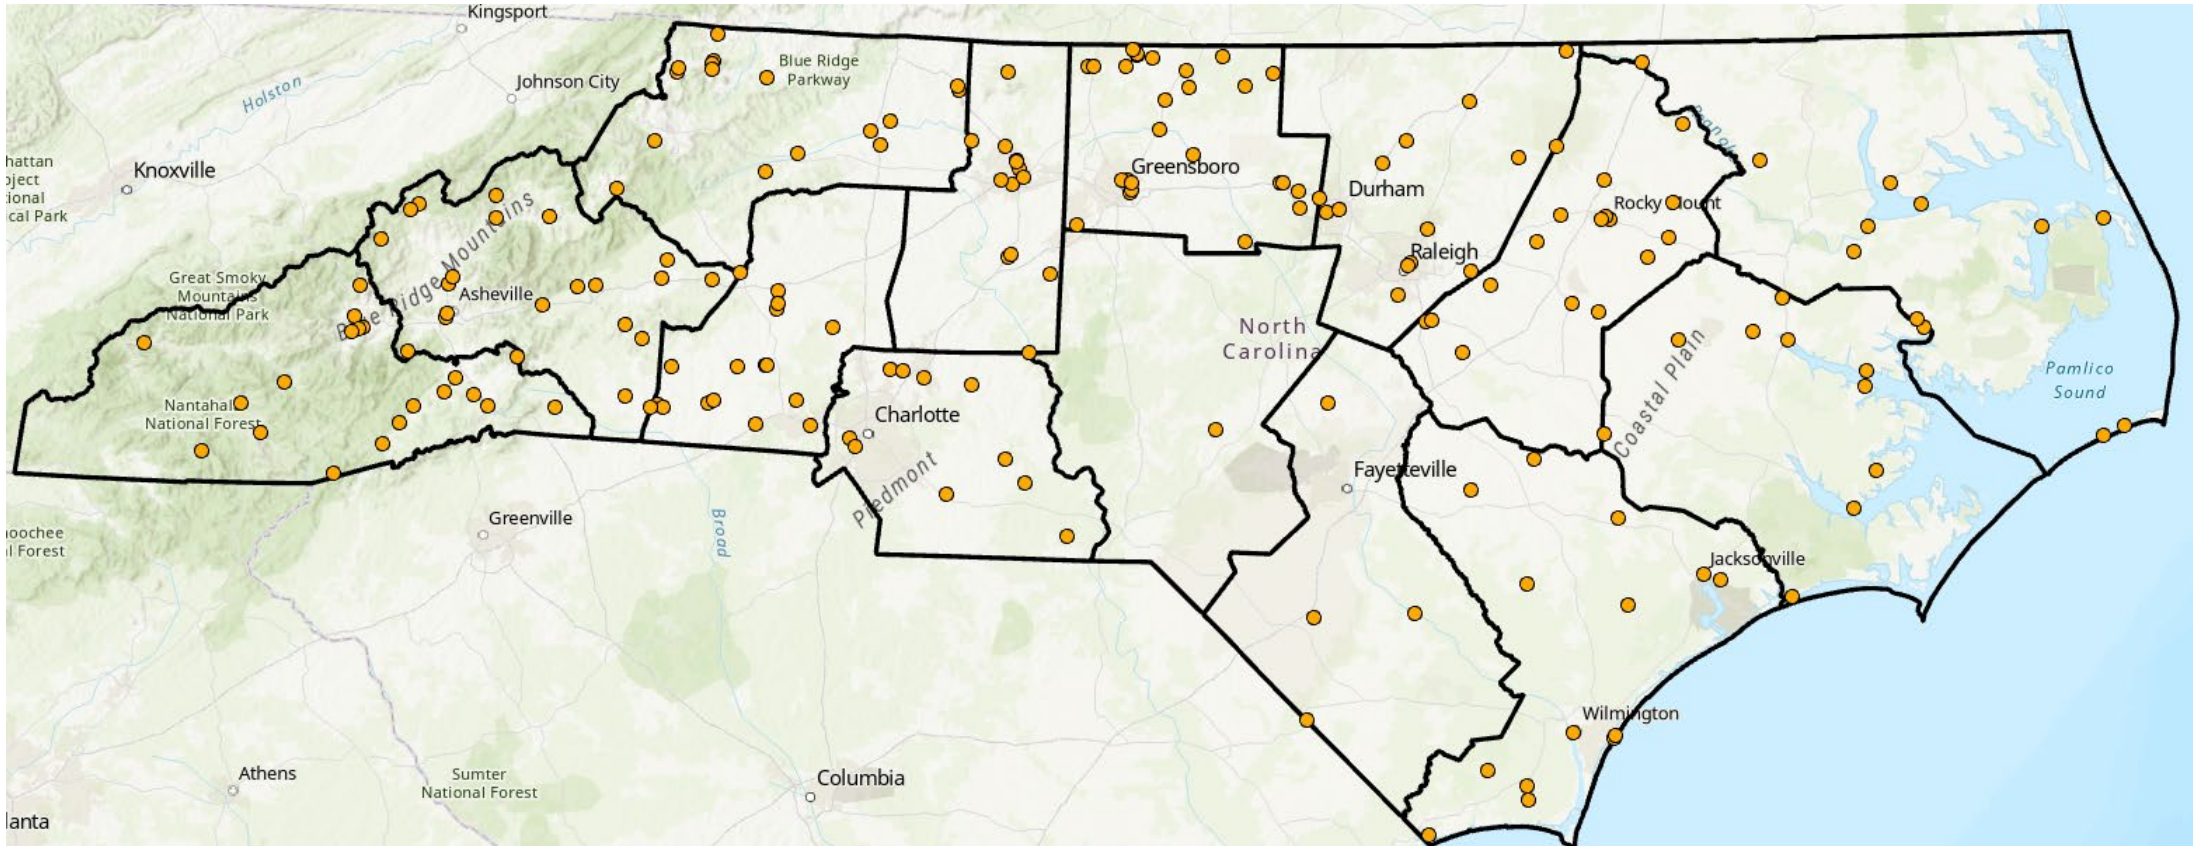 Kingsport
Blue Ridge
Parkway
Johnson City
Holston
Knoxville
hattan
oject
ional
cal Park
Greensboro
Durham
Roanoke
Rocky Mount
Raleigh
Great Smoky
Mountains
National Park
Blue Ridge Mountains
Asheville
North
Carolina
Coastal Plain
Pamlico
Sound
Nantahala
National Forest
Charlotte
Piedmont
Fayetteville
Greenville
Broad
oochee
l Forest
Jacksonville
Wilmington
Athens
Sumter
National Forest
Columbia
lanta